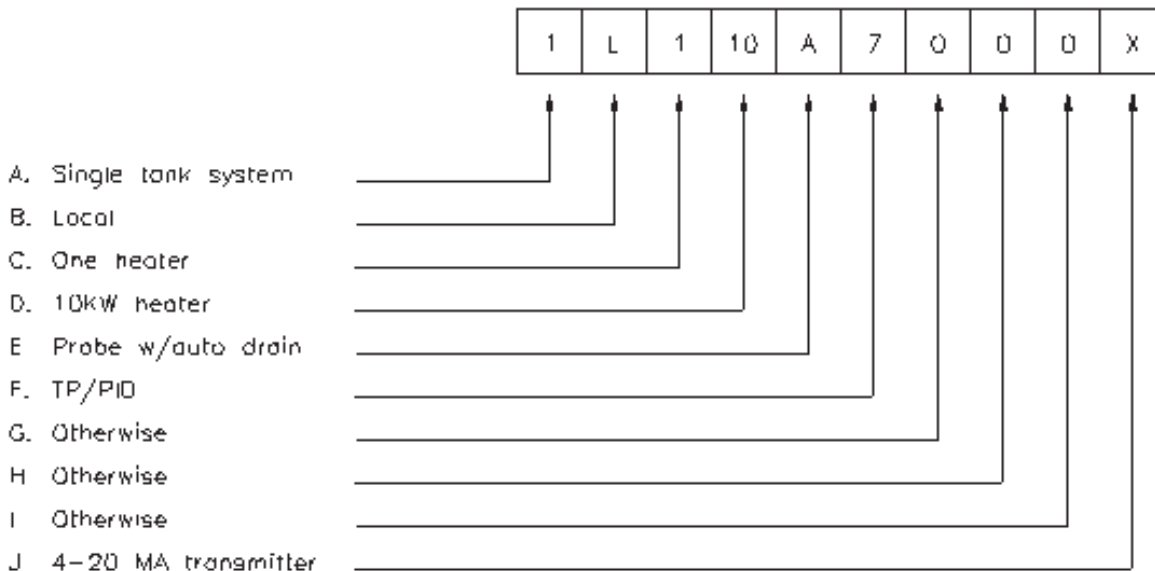 1 L 1 10 A 7 0 0 0 X
A. Single tank system
B. Local
C. One heater
D. 10kW heater
E Probe w/auto drain
F. TP/PID
G. Otherwise
H Otherwise
I Otherwise
J 4-20 MA transmitter